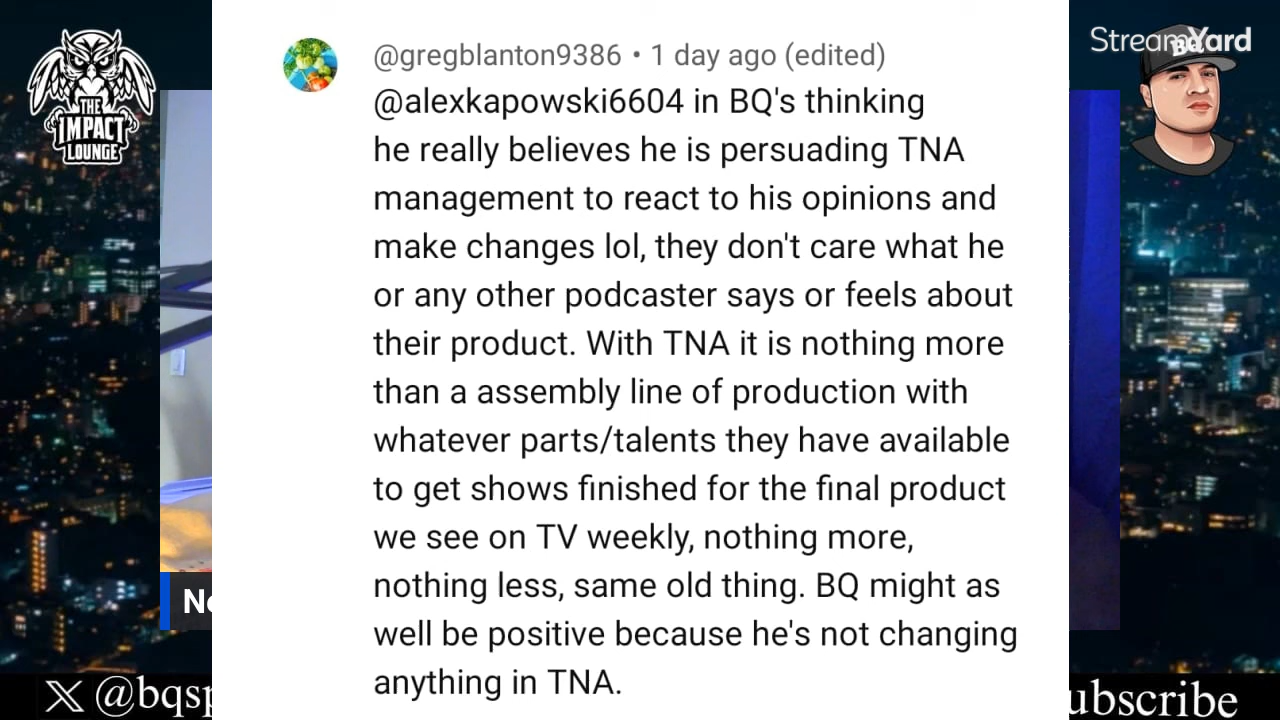 THE
IMPACT
LOUNGE
StreamYard
BQ
@gregblanton9386 • 1 day ago (edited)
@alexkapowski6604 in BQ's thinking
he really believes he is persuading TNA
management to react to his opinions and
make changes lol, they don't care what he
or any other podcaster says or feels about
their product. With TNA it is nothing more
than a assembly line of production with
whatever parts/talents they have available
to get shows finished for the final product
we see on TV weekly, nothing more,
nothing less, same old thing. BQ might as
well be positive because he's not changing
anything in TNA.